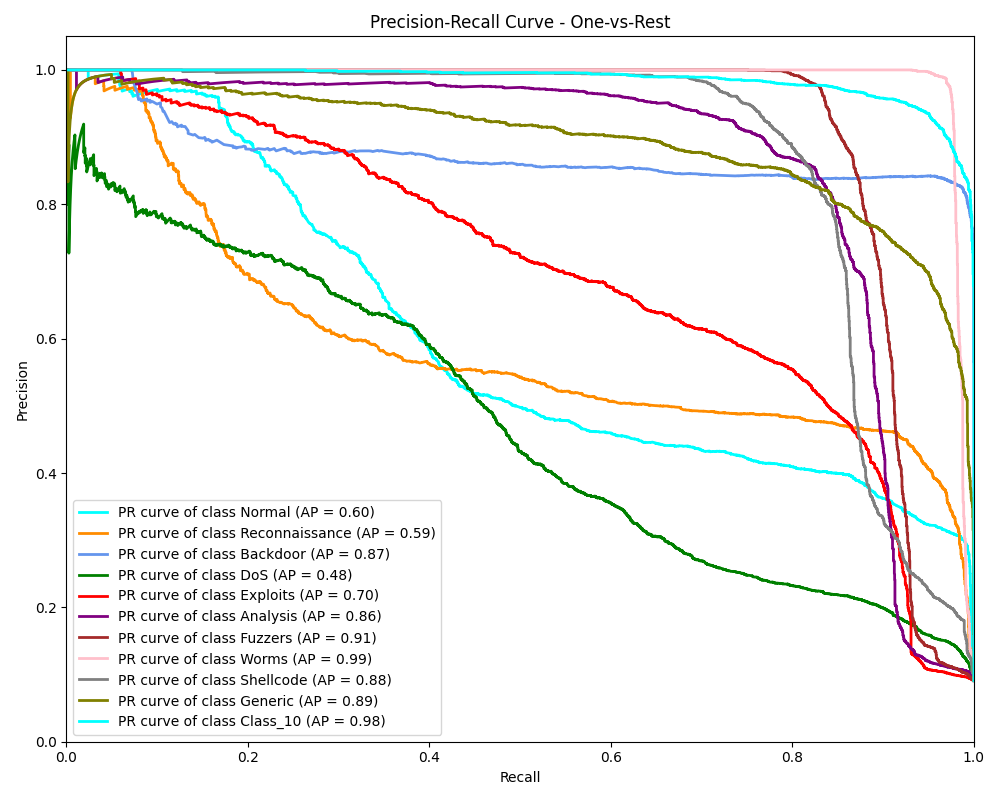 Precision-Recall Curve - One-vs-Rest
1.0
0.8
0.6
0.4
0.2
0.0
Precision
PR curve of class Normal (AP = 0.60)
PR curve of class Reconnaissance (AP = 0.59)
PR curve of class Backdoor (AP = 0.87)
PR curve of class DoS (AP = 0.48)
PR curve of class Exploits (AP = 0.70)
PR curve of class Analysis (AP = 0.86)
PR curve of class Fuzzers (AP = 0.91)
PR curve of class Worms (AP = 0.99)
PR curve of class Shellcode (AP = 0.88)
PR curve of class Generic (AP = 0.89)
PR curve of class Class_10 (AP = 0.98)
0.0 0.2 0.4 0.6 0.8 1.0
Recall